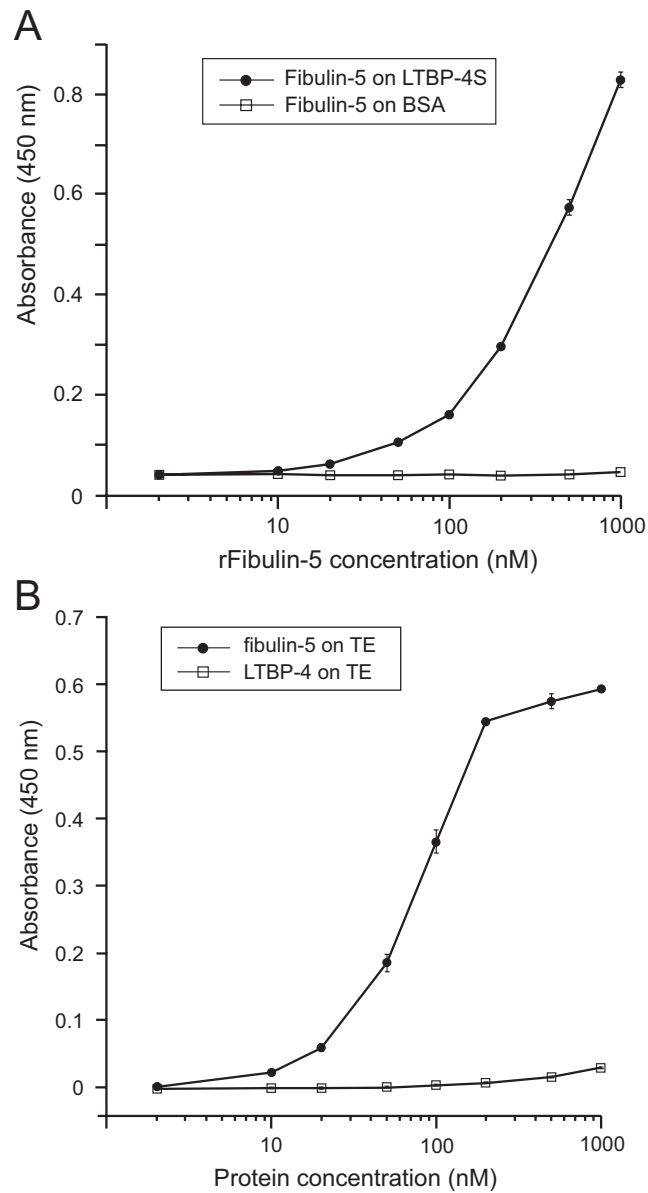 A
Fibulin-5 on LTBP-4S
Fibulin-5 on BSA
Absorbance (450 nm)
0.8
0.6
0.4
0.2
0
10
100
1000
rFibulin-5 concentration (nM)
B
fibulin-5 on TE
LTBP-4 on TE
Absorbance (450 nm)
0.7
0.6
0.5
0.4
0.3
0.2
0.1
0
10
100
1000
Protein concentration (nM)